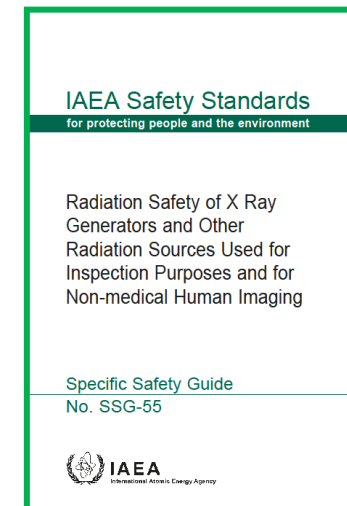 IAEA Safety Standards
for protecting people and the environment
Radiation Safety of X Ray
Generators and Other
Radiation Sources Used for
Inspection Purposes and for
Non-medical Human Imaging
Specific Safety Guide
No. SSG-55
IAEA
International Atomic Energy Agency